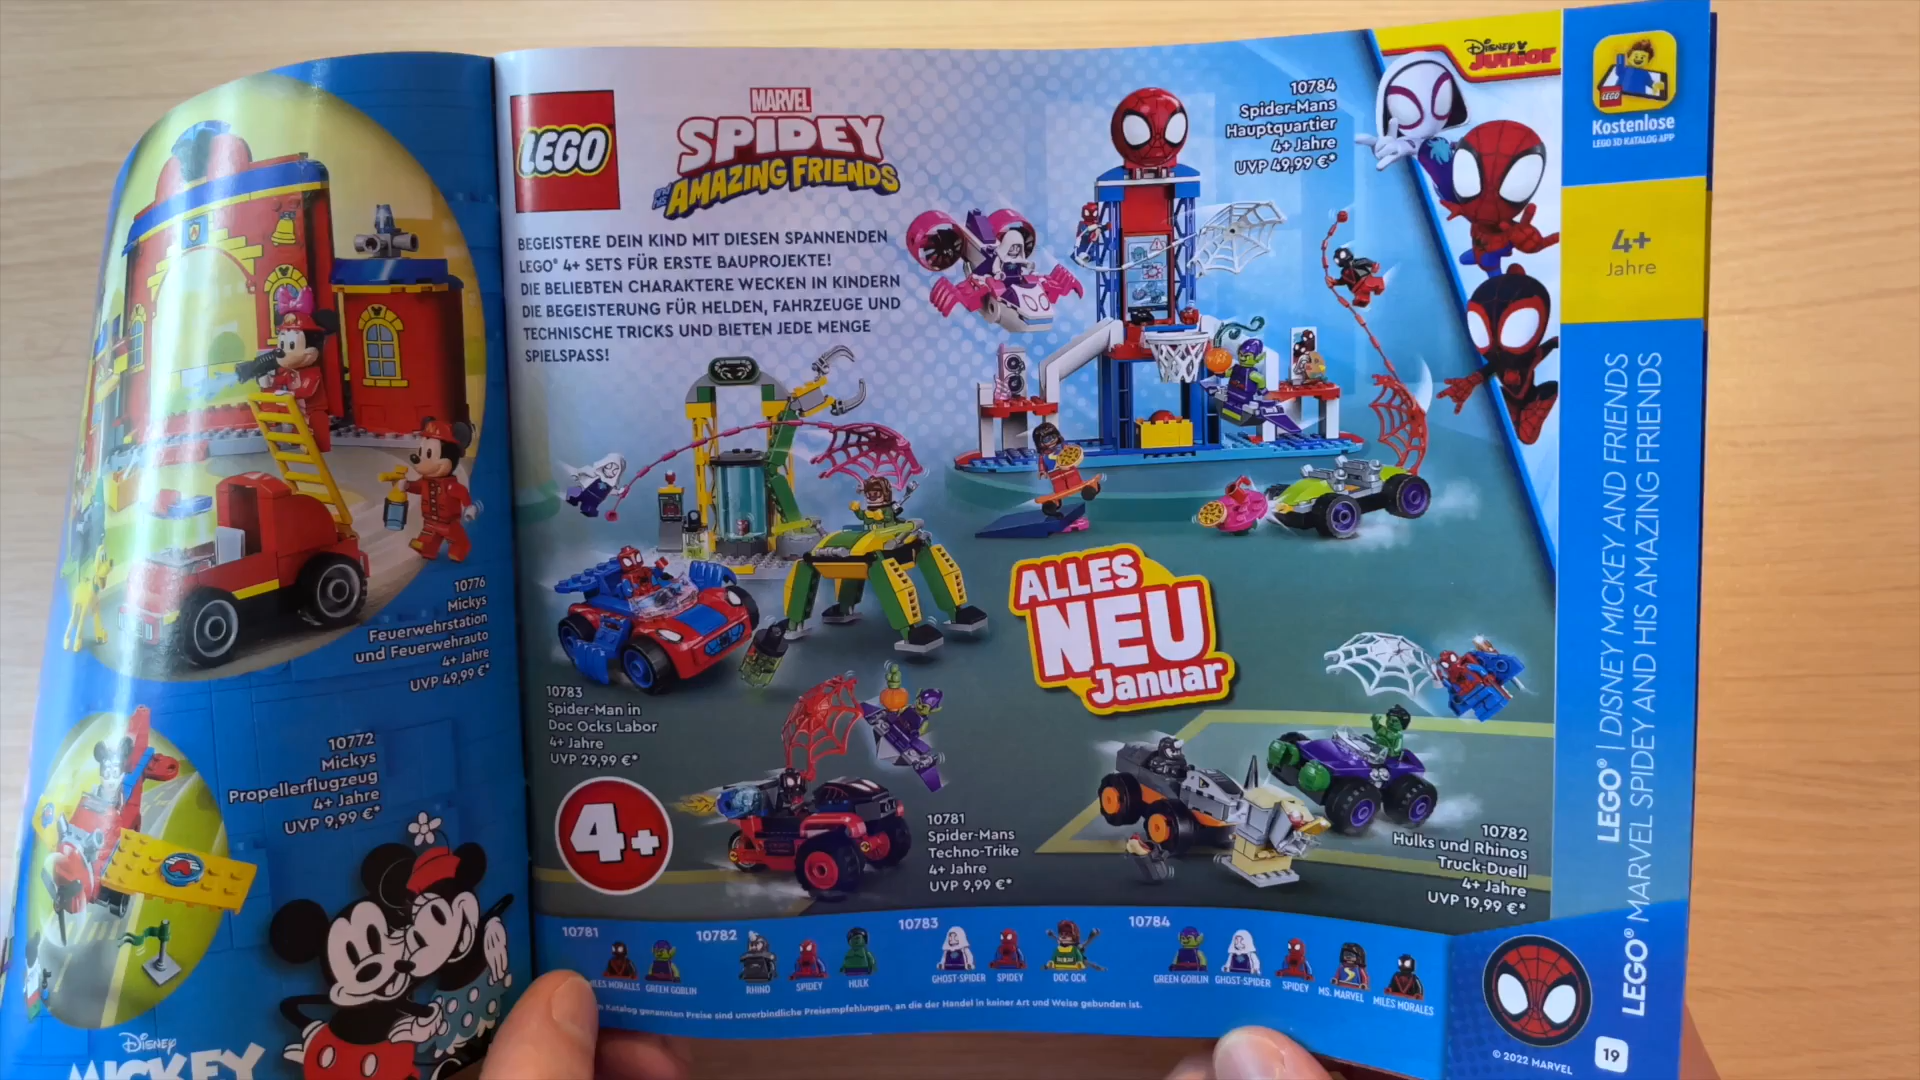 10776
Mickys
Feuerwehrstation
und Feuerwehrauto
4+ Jahre
UVP 49,99 €*
10772
Mickys
Propellerflugzeug
4+ Jahre
UVP 9,99 €*
Disney
MICKEY
LEGO
MARVEL
SPIDEY
and his
AMAZING FRIENDS
BEGEISTERE DEIN KIND MIT DIESEN SPANNENDEN
LEGO® 4+ SETS FÜR ERSTE BAUPROJEKTE!
DIE BELIEBTEN CHARAKTERE WECKEN IN KINDERN
DIE BEGEISTERUNG FÜR HELDEN, FAHRZEUGE UND
TECHNISCHE TRICKS UND BIETEN JEDE MENGE
SPIELSPASS!
10784
Spider-Mans
Hauptquartier
4+ Jahre
UVP 49,99 €*
Disney
JUNIOR
ALLES
NEU
Januar
10783
Spider-Man in
Doc Ocks Labor
4+ Jahre
UVP 29,99 €*
4+
10781
Spider-Mans
Techno-Trike
4+ Jahre
UVP 9,99 €*
10782
Hulks und Rhinos
Truck-Duell
4+ Jahre
UVP 19,99 €*
10781
MILES MORALES GREEN GOBLIN
10782
RHINO SPIDEY HULK
10783
GHOST-SPIDER SPIDEY DOC OCK
10784
GREEN GOBLIN GHOST-SPIDER SPIDEY MS. MARVEL MILES MORALES
Katalog genannten Preise sind unverbindliche Preisempfehlungen, an die der Handel in keiner Art und Weise gebunden ist.
© 2022 MARVEL
19
LEGO
Kostenlose
LEGO 3D KATALOG APP
4+
Jahre
LEGO® | DISNEY MICKEY AND FRIENDS
LEGO® MARVEL SPIDEY AND HIS AMAZING FRIENDS